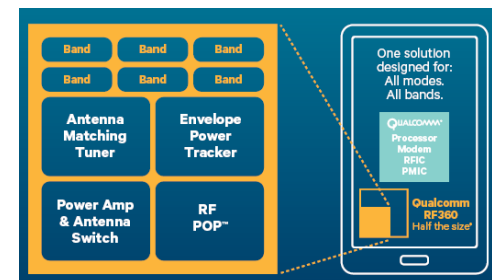 Band Band Band
Band Band Band
Antenna
Matching
Tuner
Envelope
Power
Tracker
Power Amp
& Antenna
Switch
RF
POP™
One solution
designed for:
All modes.
All bands.
QUALCOMM®
Processor
Modem
RFIC
PMIC
Qualcomm
RF360
Half the size*